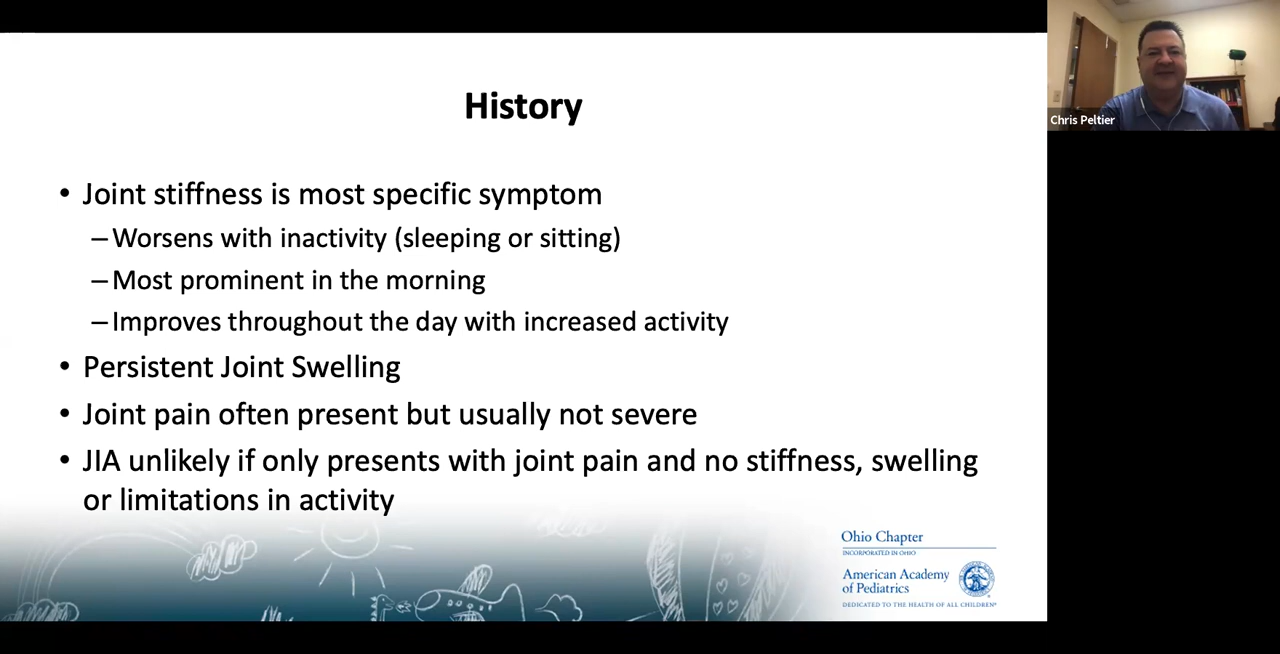 History
• Joint stiffness is most specific symptom
– Worsens with inactivity (sleeping or sitting)
– Most prominent in the morning
– Improves throughout the day with increased activity
• Persistent Joint Swelling
• Joint pain often present but usually not severe
• JIA unlikely if only presents with joint pain and no stiffness, swelling
or limitations in activity
Chris Peltier
Ohio Chapter
INCORPORATED IN OHIO
American Academy
of Pediatrics
DEDICATED TO THE HEALTH OF ALL CHILDREN®